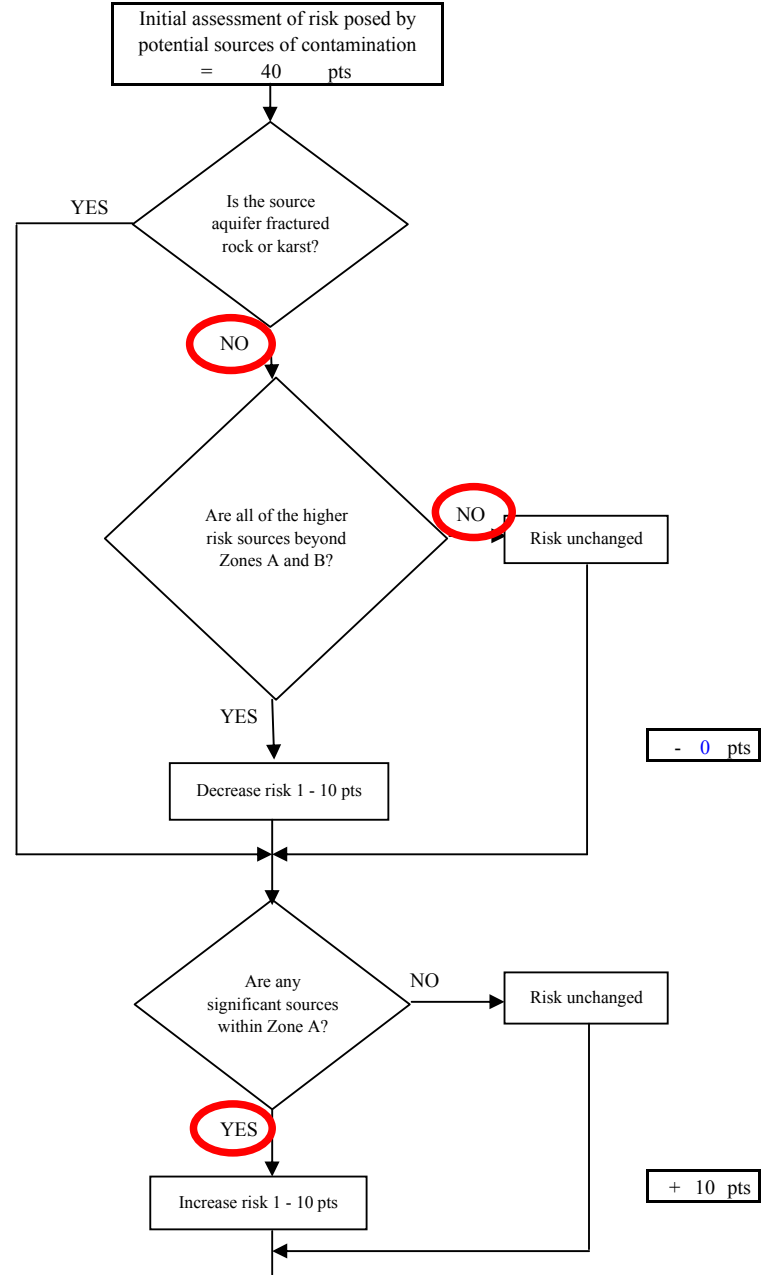 Initial assessment of risk posed by
potential sources of contamination
= 40 pts
Is the source
aquifer fractured
rock or karst?
YES
NO
Are all of the higher
risk sources beyond
Zones A and B?
NO
Risk unchanged
YES
- 0 pts
Decrease risk 1 - 10 pts
Are any
significant sources
within Zone A?
NO
Risk unchanged
YES
Increase risk 1 - 10 pts
+ 10 pts